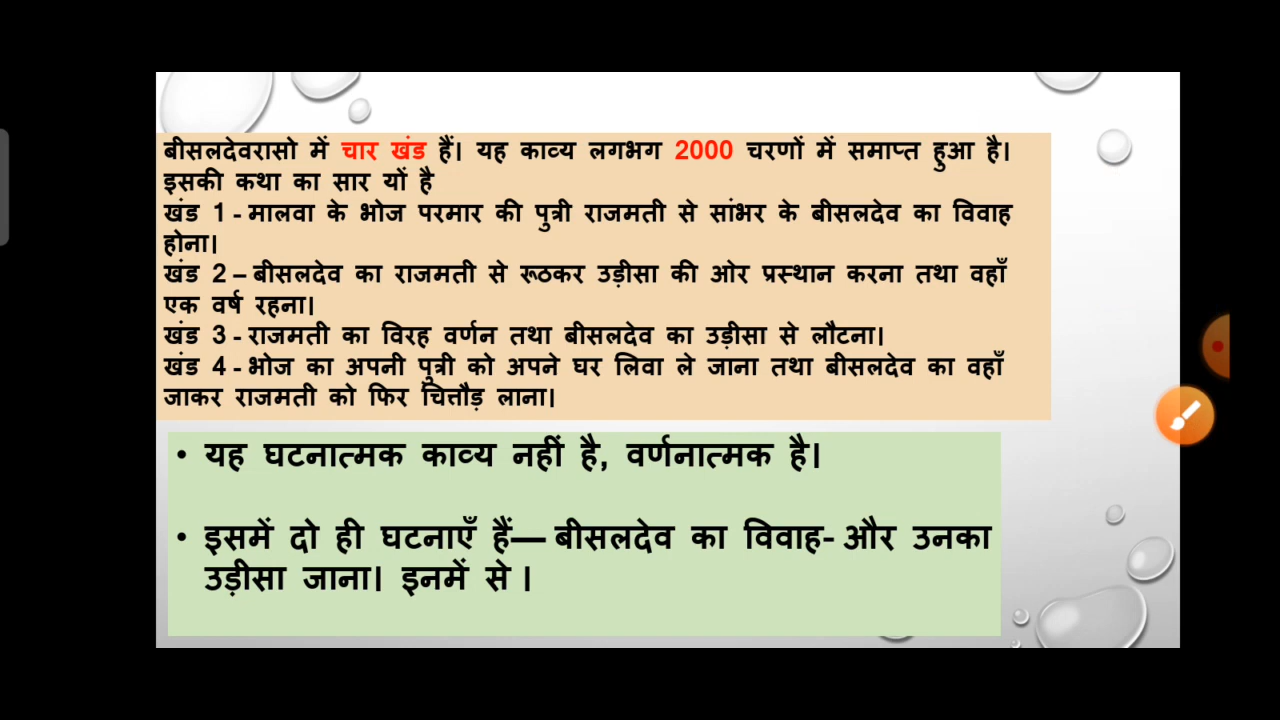 बीसलदेवरासो में चार खंड हैं। यह काव्य लगभग 2000 चरणों में समाप्त हुआ है।
इसकी कथा का सार यों है
खंड 1 - मालवा के भोज परमार की पुत्री राजमती से सांभर के बीसलदेव का विवाह
होना।
खंड 2 – बीसलदेव का राजमती से रूठकर उड़ीसा की ओर प्रस्थान करना तथा वहाँ
एक वर्ष रहना।
खंड 3 - राजमती का विरह वर्णन तथा बीसलदेव का उड़ीसा से लौटना।
खंड 4 - भोज का अपनी पुत्री को अपने घर लिवा ले जाना तथा बीसलदेव का वहाँ
जाकर राजमती को फिर चित्तौड़ लाना।
• यह घटनात्मक काव्य नहीं है, वर्णनात्मक है।
• इसमें दो ही घटनाएँ हैं— बीसलदेव का विवाह- और उनका
उड़ीसा जाना। इनमें से ।